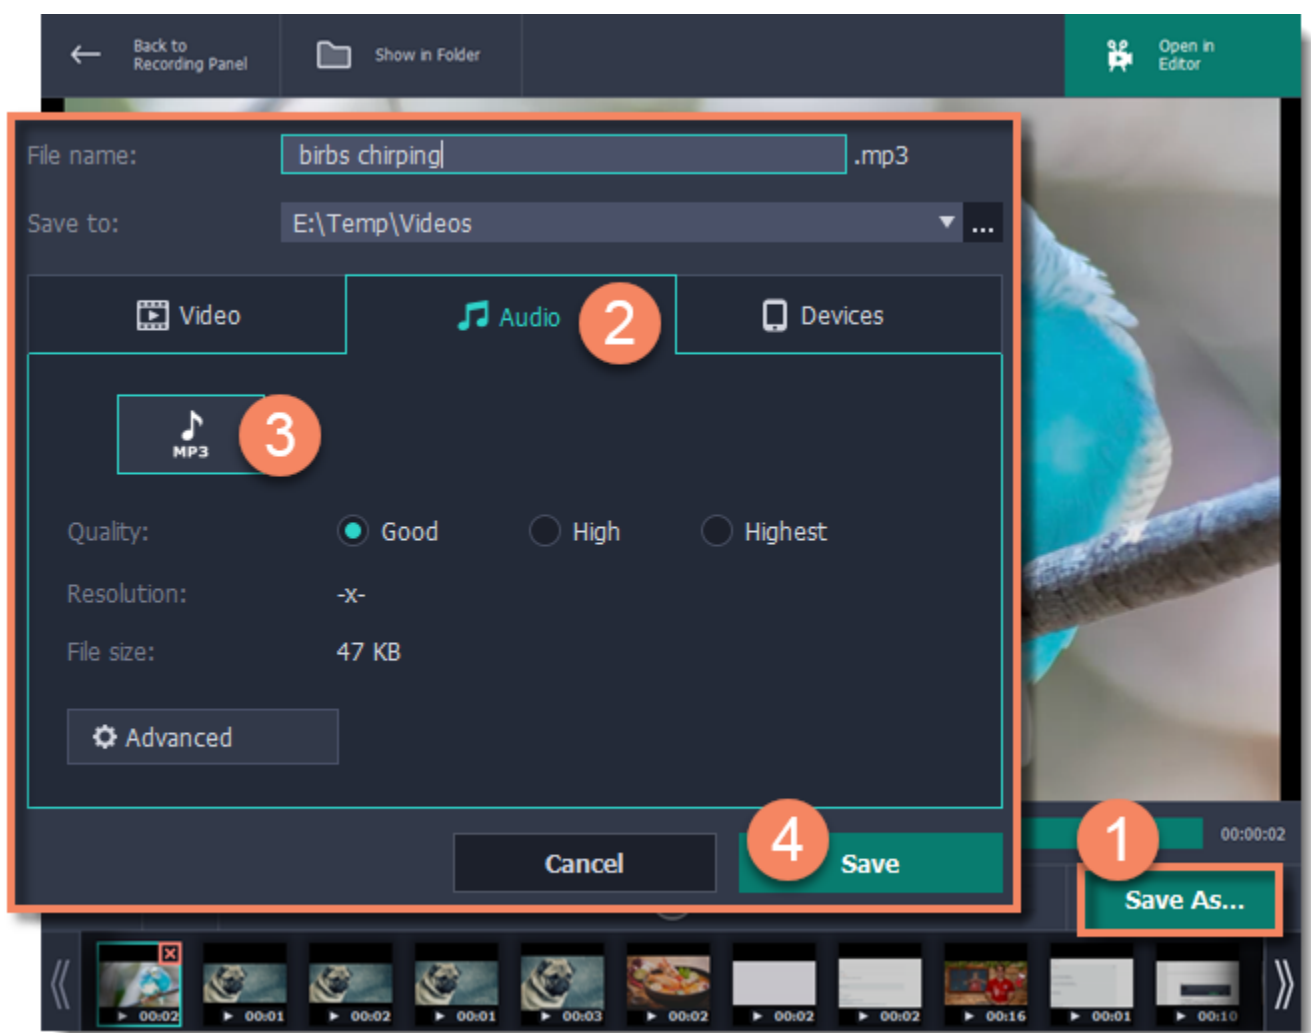 Back to
Recording Panel
Show in Folder
Open in
Editor
File name:
birbs chirping
.mp3
Save to:
E:\Temp\Videos
...
Video
Audio
2
Devices
MP3
3
Quality:
Good
High
Highest
Resolution:
-x-
File size:
47 KB
Advanced
Cancel
4
Save
1
00:00:02
Save As...
00:02
00:01
00:02
00:01
00:03
00:02
00:02
00:02
00:16
00:01
00:10